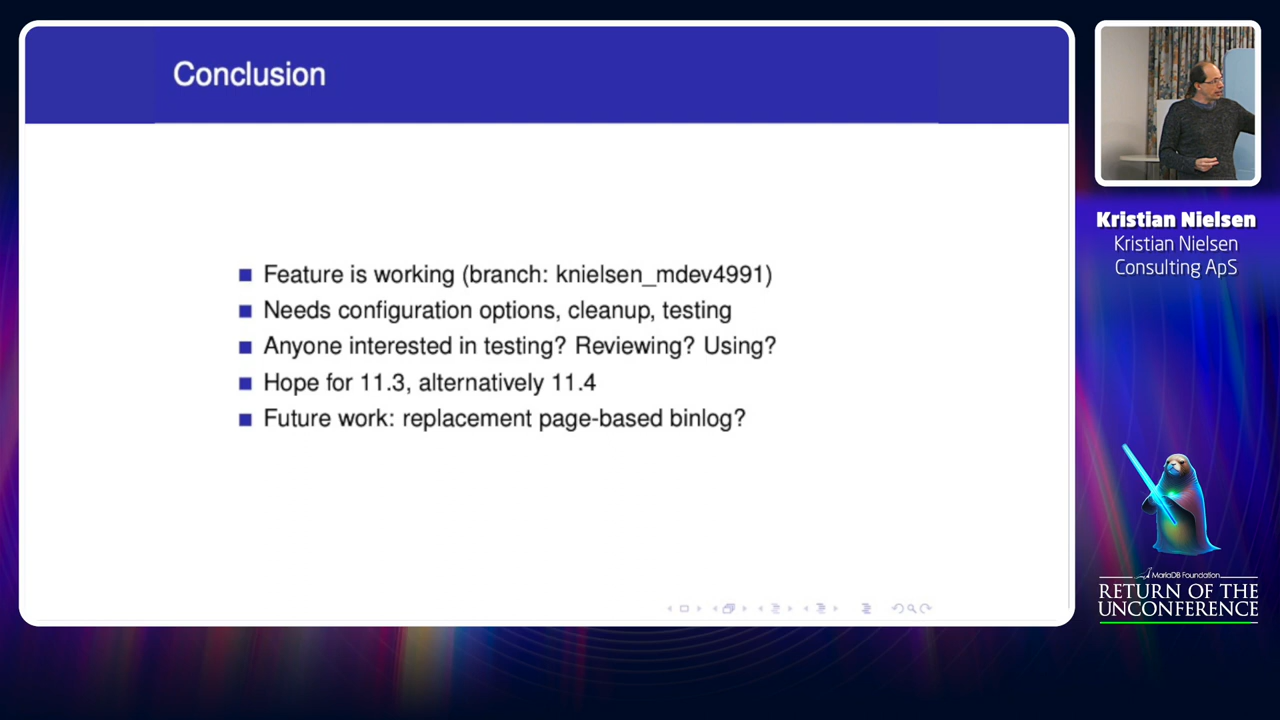 Conclusion
Feature is working (branch: knielsen_mdev4991)
Needs configuration options, cleanup, testing
Anyone interested in testing? Reviewing? Using?
Hope for 11.3, alternatively 11.4
Future work: replacement page-based binlog?
Kristian Nielsen
Kristian Nielsen
Consulting ApS
MariaDB Foundation
RETURN OF THE
UNCONFERENCE